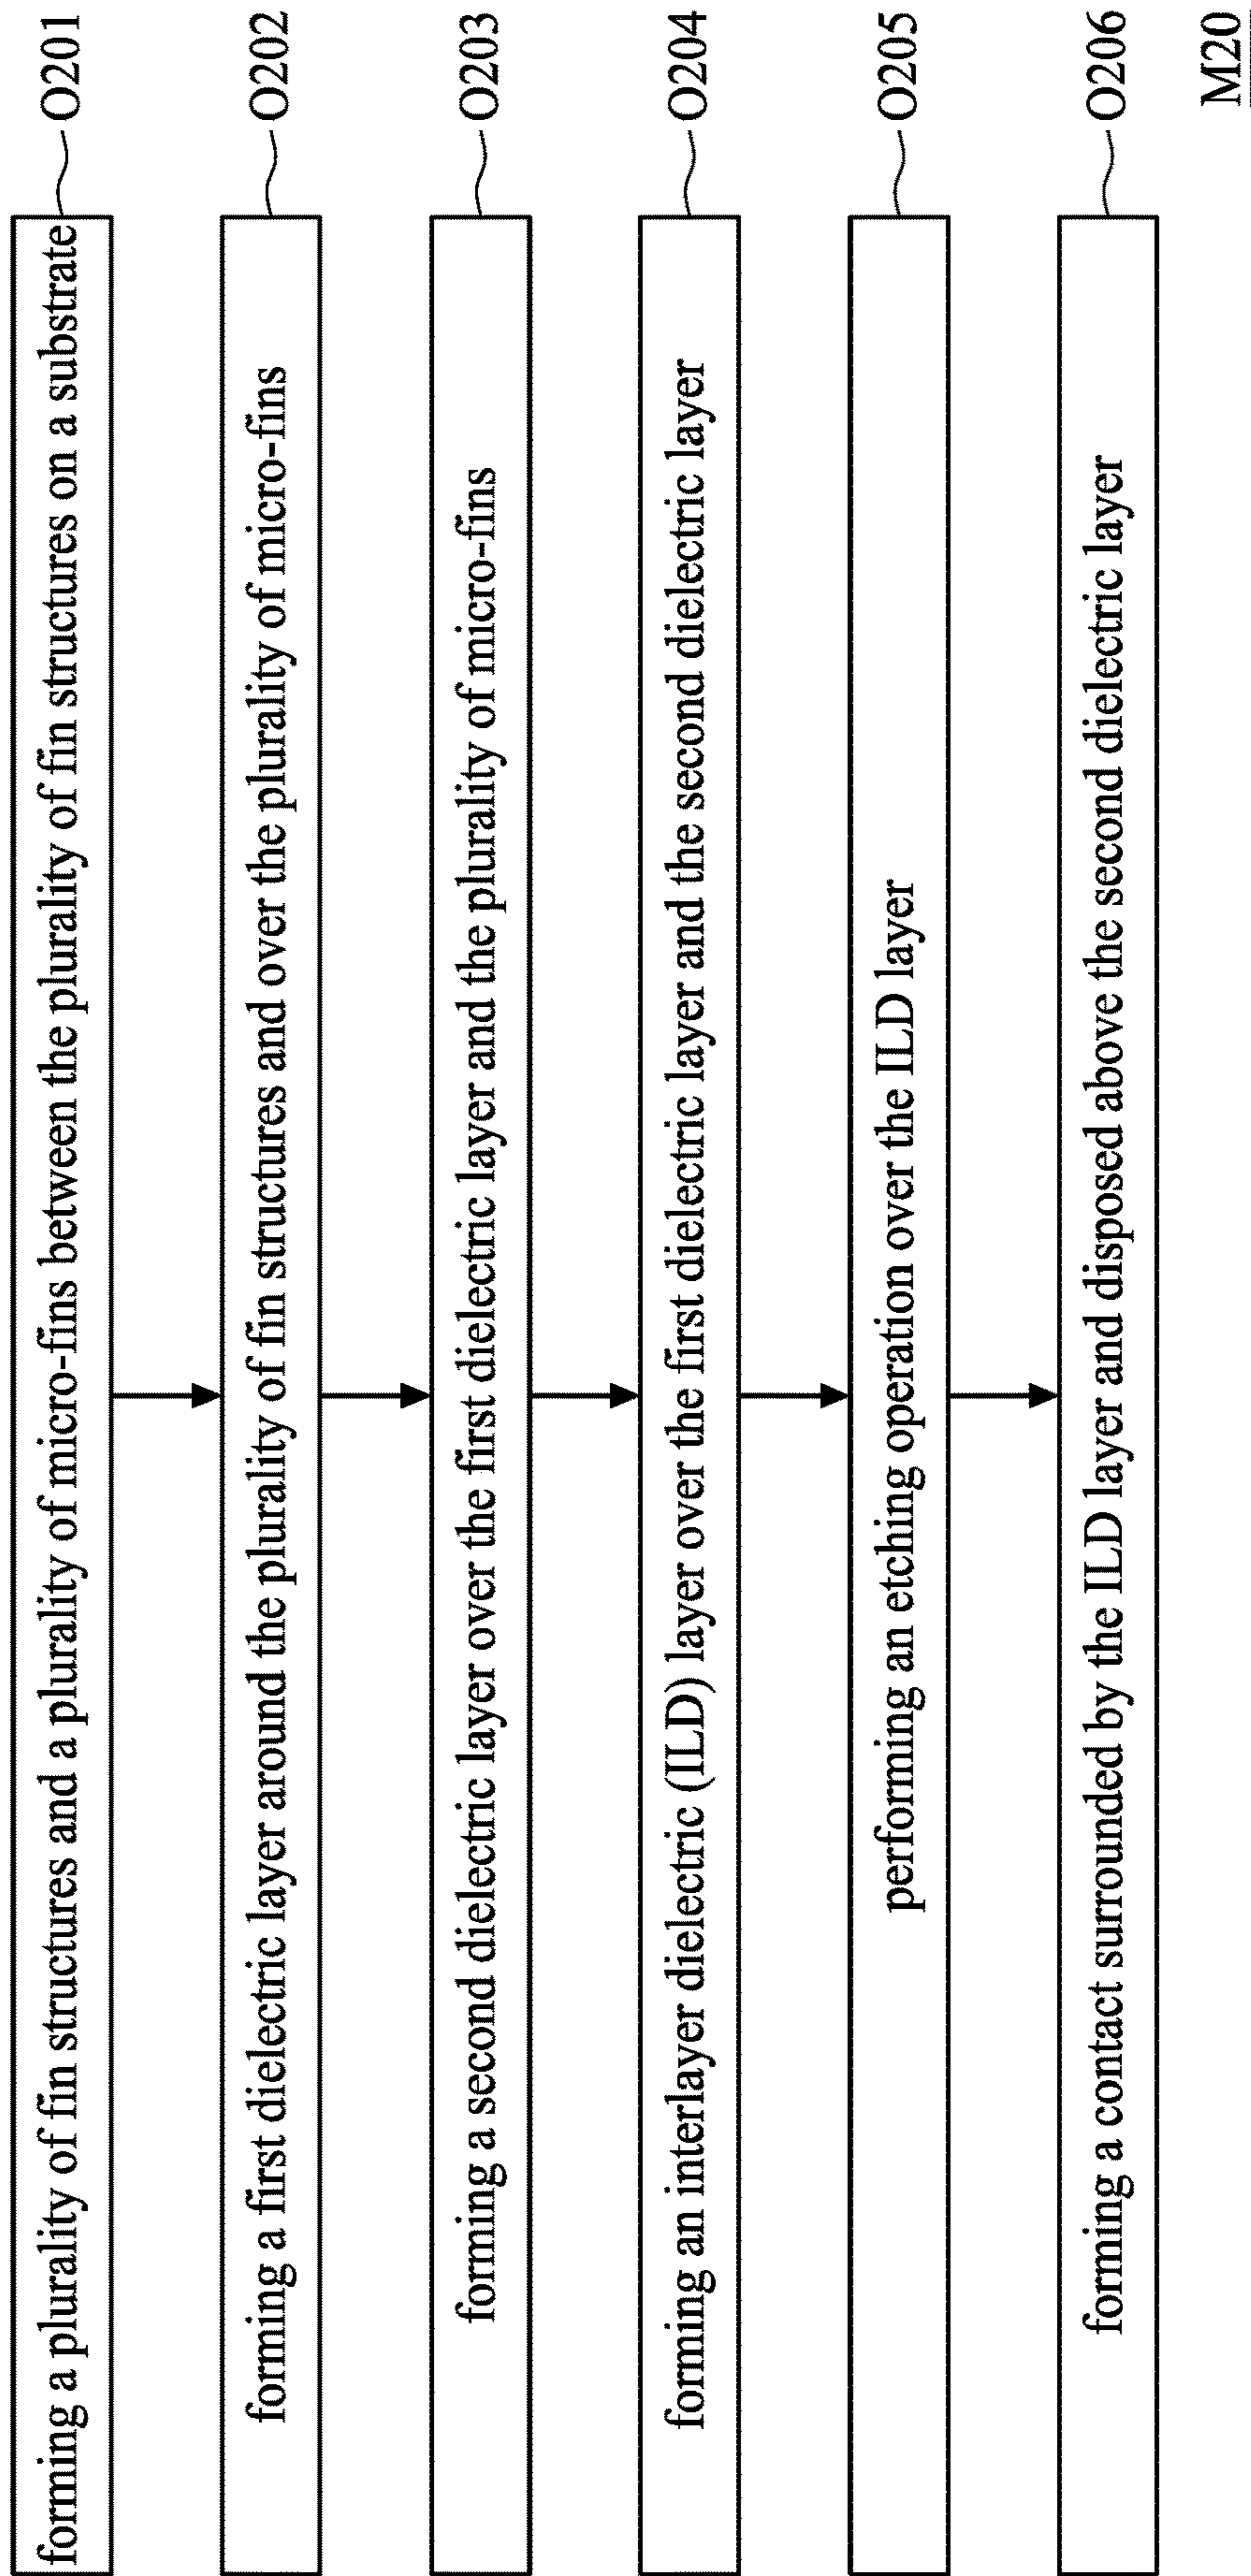 forming a plurality of fin structures and a plurality of micro-fins between the plurality of fin structures on a substrate
O201
forming a first dielectric layer around the plurality of fin structures and over the plurality of micro-fins
O202
forming a second dielectric layer over the first dielectric layer and the plurality of micro-fins
O203
forming an interlayer dielectric (ILD) layer over the first dielectric layer and the second dielectric layer
O204
performing an etching operation over the ILD layer
O205
forming a contact surrounded by the ILD layer and disposed above the second dielectric layer
O206
M20